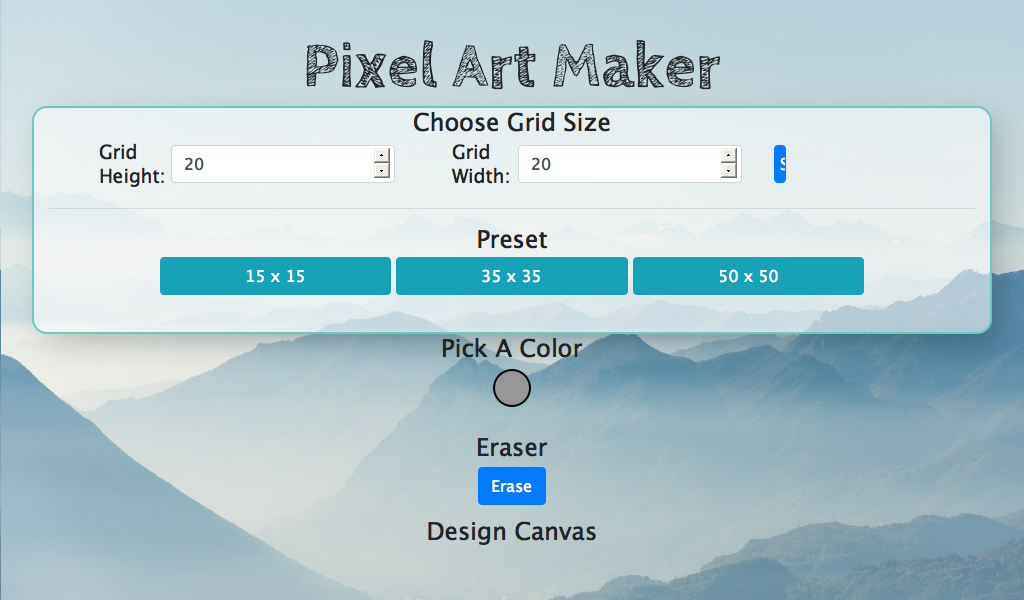 Pixel Art Maker
Choose Grid Size
Grid Height: 20 Grid Width: 20
Preset
15 x 15 35 x 35 50 x 50
Pick A Color
Eraser
Erase
Design Canvas